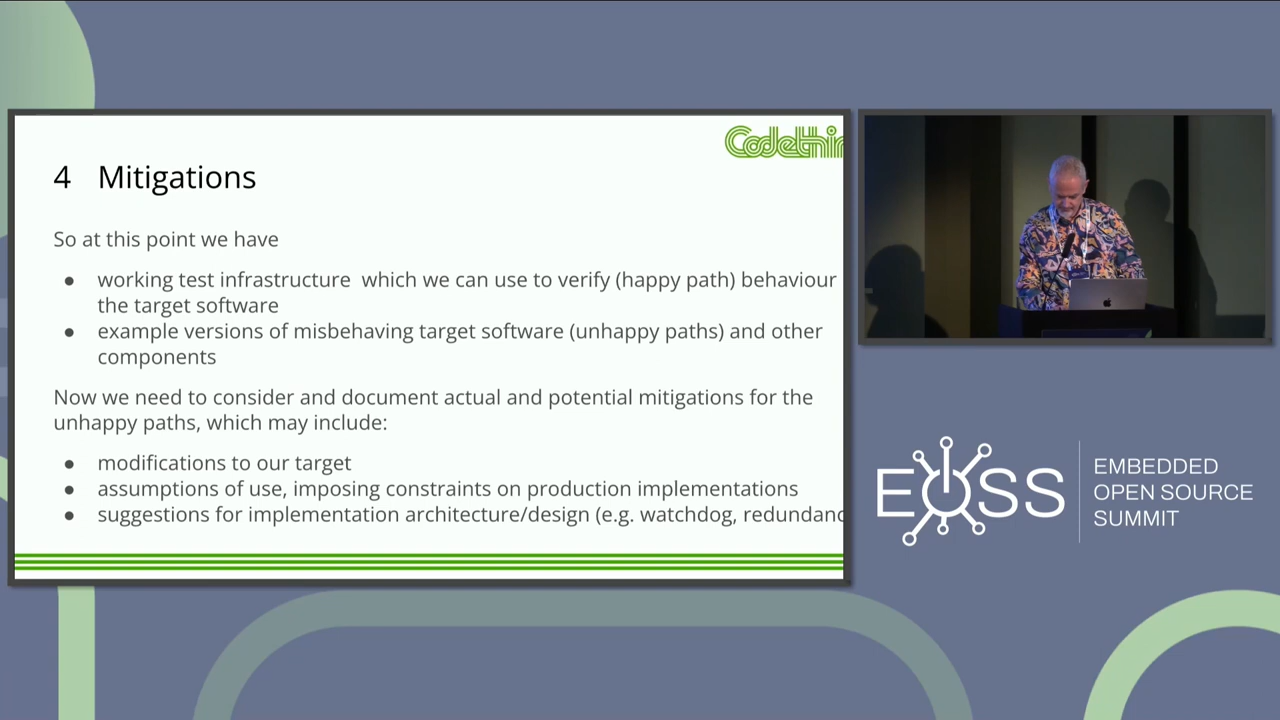 Codethin
4 Mitigations
So at this point we have
● working test infrastructure which we can use to verify (happy path) behaviour
the target software
● example versions of misbehaving target software (unhappy paths) and other
components
Now we need to consider and document actual and potential mitigations for the
unhappy paths, which may include:
● modifications to our target
● assumptions of use, imposing constraints on production implementations
● suggestions for implementation architecture/design (e.g. watchdog, redundanc
EOSS
EMBEDDED
OPEN SOURCE
SUMMIT